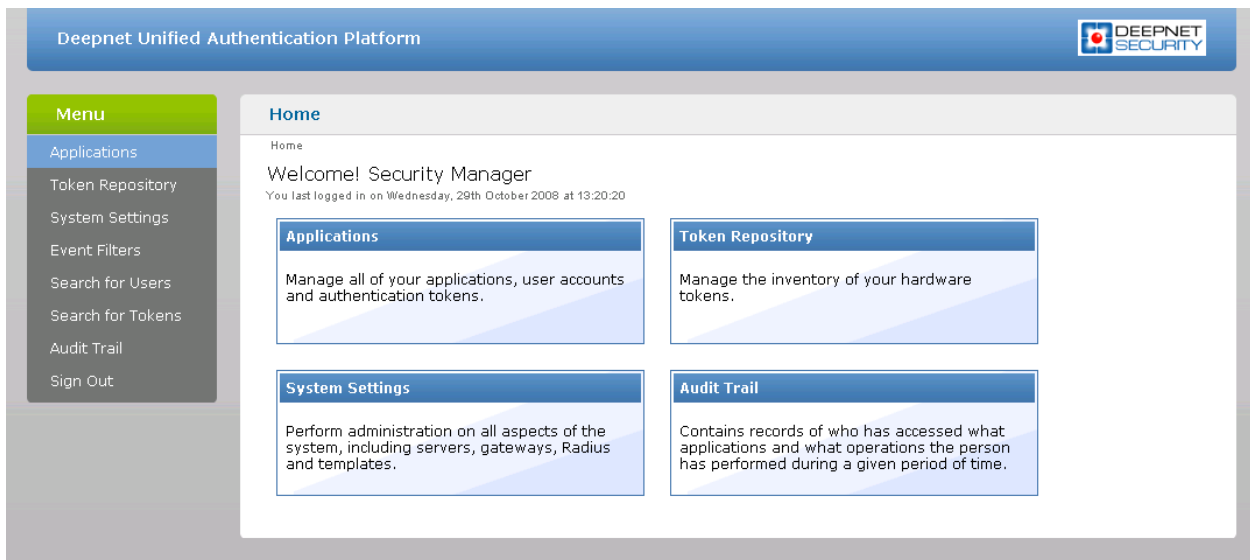 Deepnet Unified Authentication Platform
DEEPNET
SECURITY
Menu
Applications
Token Repository
System Settings
Event Filters
Search for Users
Search for Tokens
Audit Trail
Sign Out
Home
Home
Welcome! Security Manager
You last logged in on Wednesday, 29th October 2008 at 13:20:20
Applications
Manage all of your applications, user accounts
and authentication tokens.
Token Repository
Manage the inventory of your hardware
tokens.
System Settings
Perform administration on all aspects of the
system, including servers, gateways, Radius
and templates.
Audit Trail
Contains records of who has accessed what
applications and what operations the person
has performed during a given period of time.